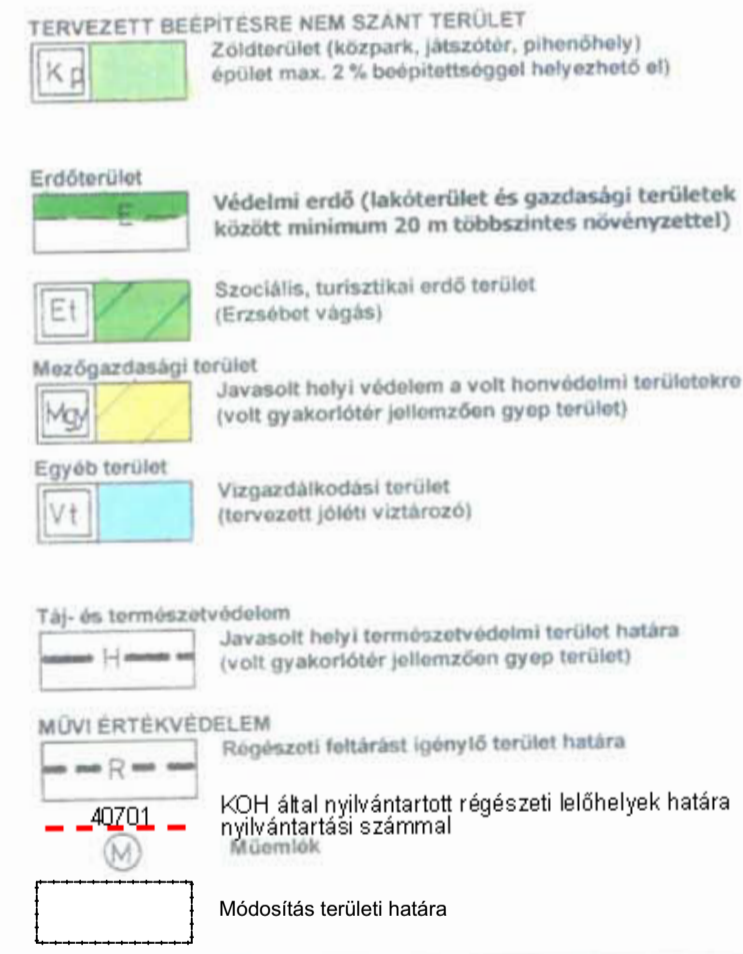 TERVEZETT BEÉPÍTÉSRE NEM SZÁNT TERÜLET
Kp
Zöldterület (közpark, játszótér, pihenőhely)
épület max. 2 % beépítettséggel helyezhető el)
Erdőterület
E
Védelmi erdő (lakóterület és gazdasági területek
között minimum 20 m többszintes növényzettel)
Et
Szociális, turisztikai erdő terület
(Erzsébet vágás)
Mezőgazdasági terület
Mgy
Javasolt helyi védelem a volt honvédelmi területekre
(volt gyakorlótér jellemzően gyep terület)
Egyéb terület
Vt
Vízgazdálkodási terület
(tervezett jóléti víztározó)
Táj- és természetvédelem
H
Javasolt helyi természetvédelmi terület határa
(volt gyakorlótér jellemzően gyep terület)
MŰVI ÉRTÉKVÉDELEM
R
Régészeti feltárást igénylő terület határa
40701
KOH által nyilvántartott régészeti lelőhelyek határa
nyilvántartási számmal
M
Műemlék
Módosítás területi határa